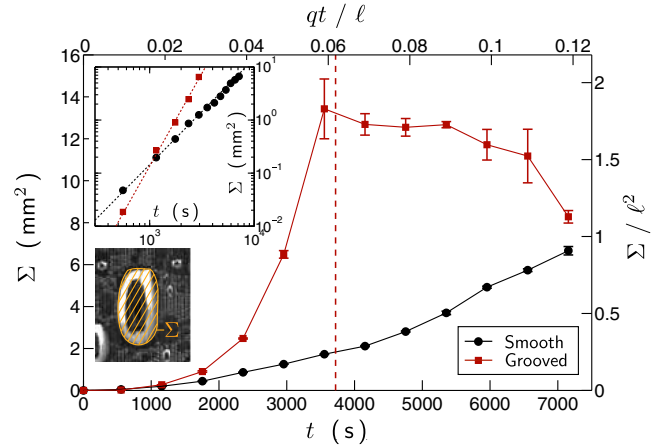 qt / ℓ
0 0.02 0.04 0.06 0.08 0.1 0.12
16
14
12
10
8
6
4
2
0
Σ (mm²)
10¹
10⁰
10⁻¹
10⁻²
Σ (mm²)
10³ 10⁴
t (s)
Σ
2
1.5
1
0.5
0
Σ / ℓ²
Smooth
Grooved
0 1000 2000 3000 4000 5000 6000 7000
t (s)